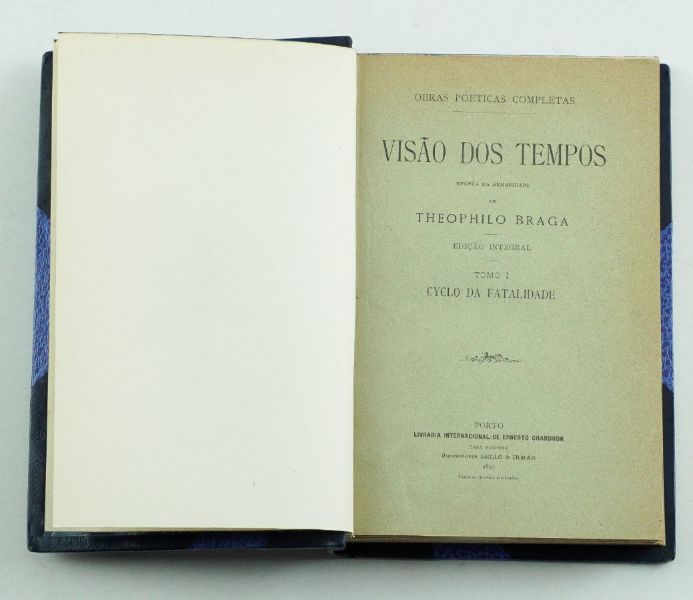 OBRAS POETICAS COMPLETAS
VISÃO DOS TEMPOS
EPOPÊA DA HUMANIDADE
DE
THEOPHILO BRAGA
EDIÇÃO INTEGRAL
TOMO I
CYCLO DA FATALIDADE
PORTO
LIVRARIA INTERNACIONAL DE ERNESTO CHARDRON
CASA EDITORA
Successores LELLO & IRMÃO